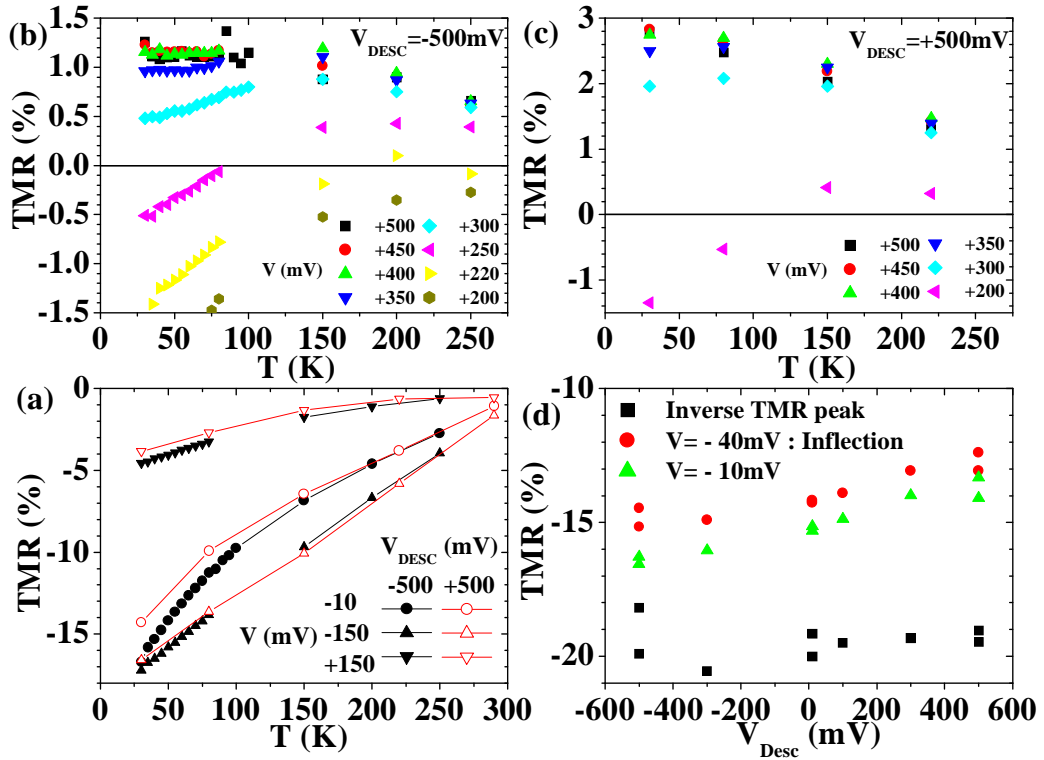 (b)
V_DESC=-500mV
TMR (%)
1.5
1.0
0.5
0.0
-0.5
-1.0
-1.5
+500
+300
+450
+250
V (mV)
+400
+220
+350
+200
0 50 100 150 200 250
T (K)
(c)
V_DESC=+500mV
TMR (%)
3
2
1
0
-1
+500
+350
V (mV)
+450
+300
+400
+200
0 50 100 150 200 250
T (K)
(a)
TMR (%)
0
-5
-10
-15
V_DESC (mV)
-500 +500
-10
V (mV)
-150
+150
0 50 100 150 200 250 300
T (K)
(d)
TMR (%)
-10
-15
-20
Inverse TMR peak
V= - 40mV : Inflection
V= - 10mV
-600 -400 -200 0 200 400 600
V_Desc (mV)